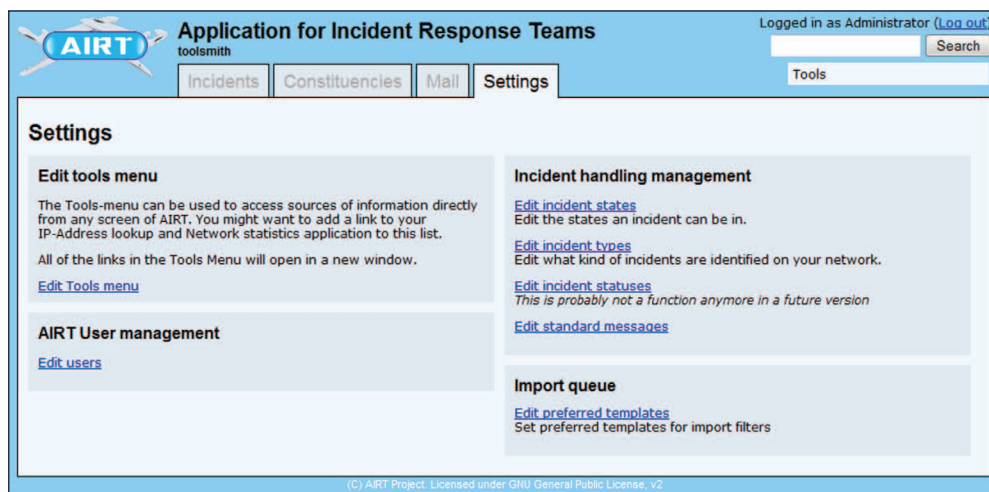 AIRT
Application for Incident Response Teams
toolsmith
Logged in as Administrator (Log out)
Search
Tools
Incidents
Constituencies
Mail
Settings
Settings
Edit tools menu
The Tools-menu can be used to access sources of information directly
from any screen of AIRT. You might want to add a link to your
IP-Address lookup and Network statistics application to this list.
All of the links in the Tools Menu will open in a new window.
Edit Tools menu
AIRT User management
Edit users
Incident handling management
Edit incident states
Edit the states an incident can be in.
Edit incident types
Edit what kind of incidents are identified on your network.
Edit incident statuses
This is probably not a function anymore in a future version
Edit standard messages
Import queue
Edit preferred templates
Set preferred templates for import filters
(C) AIRT Project. Licensed under GNU General Public License, v2